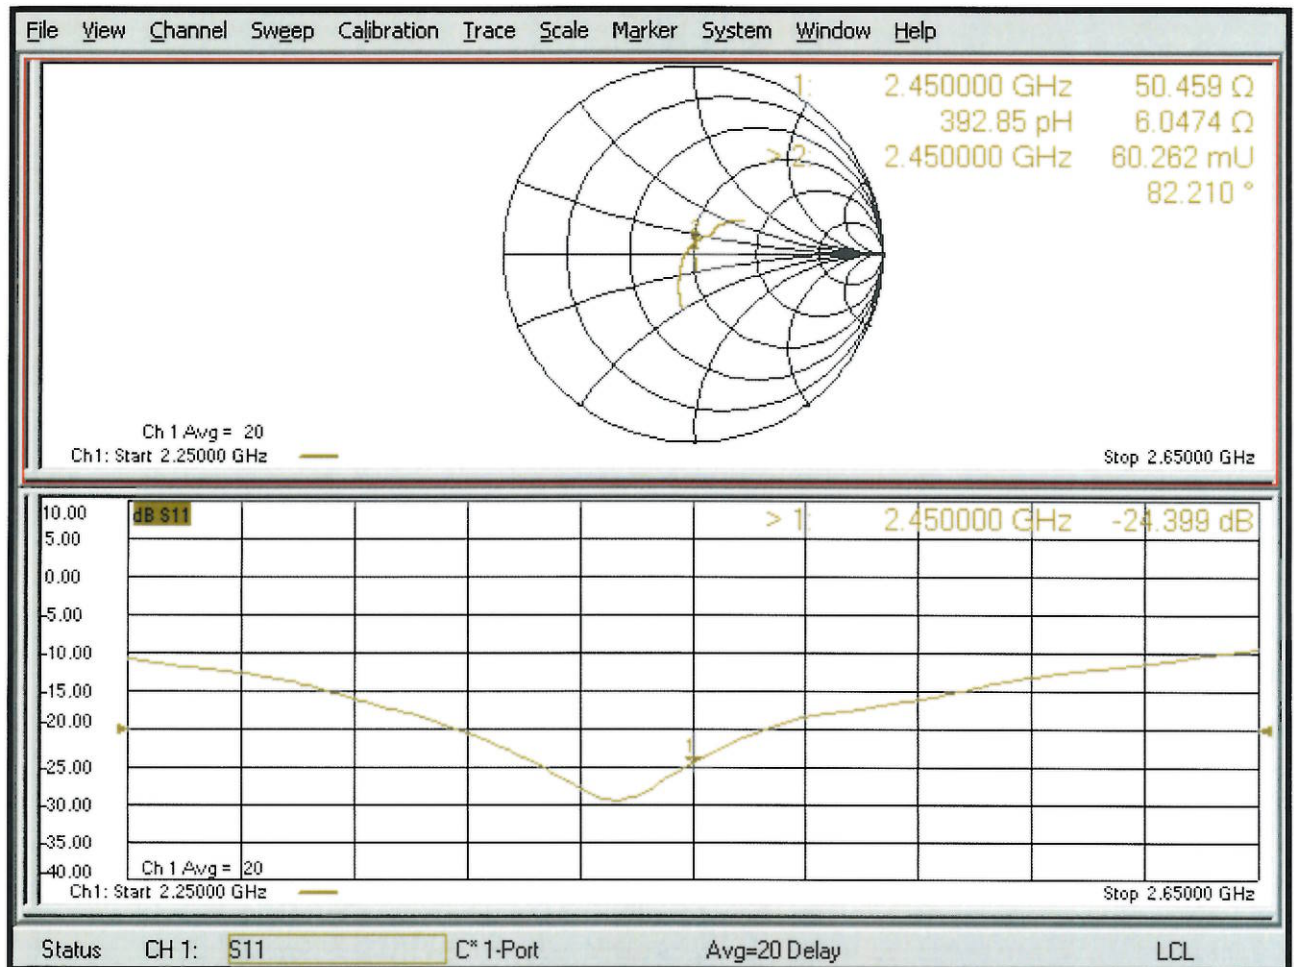 File View Channel Sweep Calibration Trace Scale Marker System Window Help
1: 2.450000 GHz 50.459 Ω
392.85 pH 6.0474 Ω
> 2: 2.450000 GHz 60.262 mU
82.210 °
Ch 1 Avg = 20
Ch1: Start 2.25000 GHz Stop 2.65000 GHz
10.00 dB S11 > 1: 2.450000 GHz -24.399 dB
5.00
0.00
-5.00
-10.00
-15.00
-20.00
1
-25.00
-30.00
-35.00
-40.00 Ch 1 Avg = 20
Ch1: Start 2.25000 GHz Stop 2.65000 GHz
Status CH 1: S11 C* 1-Port Avg=20 Delay LCL